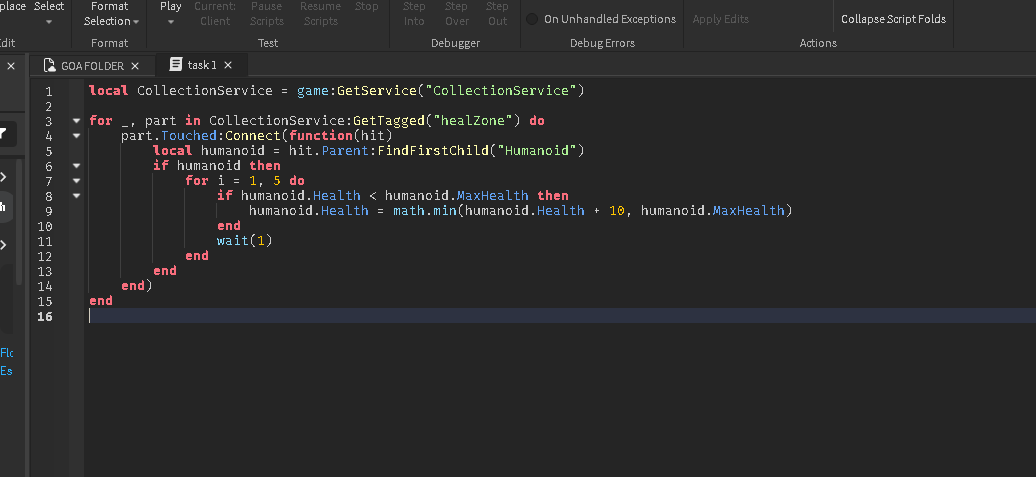 place Select Format Play Current: Pause Resume Stop Step Step Step On Unhandled Exceptions Apply Edits Collapse Script Folds
Selection Client Scripts Scripts Into Over Out
Edit Format Test Debugger Debug Errors Actions
GOAFOLDER task1
1 local CollectionService = game:GetService("CollectionService")
2
3 for _, part in CollectionService:GetTagged("healZone") do
4 part.Touched:Connect(function(hit)
5 local humanoid = hit.Parent:FindFirstChild("Humanoid")
6 if humanoid then
7 for i = 1, 5 do
8 if humanoid.Health < humanoid.MaxHealth then
9 humanoid.Health = math.min(humanoid.Health + 10, humanoid.MaxHealth)
10 end
11 wait(1)
12 end
13 end
14 end)
15 end
16
Flc
Es